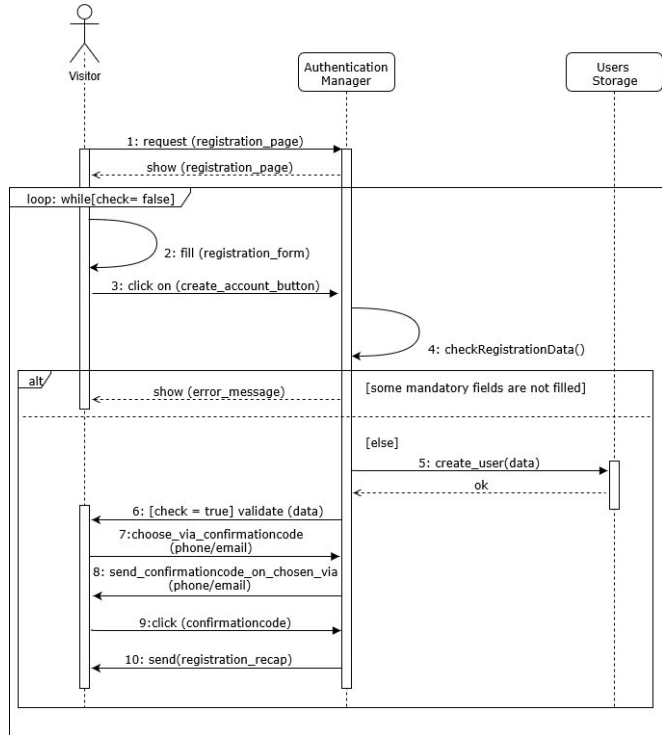 Visitor
Authentication
Manager
Users
Storage
1: request (registration_page)
show (registration_page)
loop: while[check= false]
2: fill (registration_form)
3: click on (create_account_button)
4: checkRegistrationData()
alt
show (error_message)
[some mandatory fields are not filled]
[else]
5: create_user(data)
ok
6: [check = true] validate (data)
7:choose_via_confirmationcode
(phone/email)
8: send_confirmationcode_on_chosen_via
(phone/email)
9:click (confirmationcode)
10: send(registration_recap)